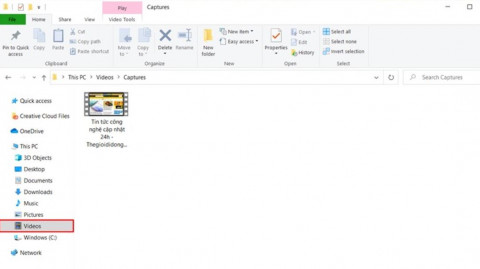 Play
Captures
File
Home
Share
View
Video Tools
Pin to Quick access
Copy
Paste
Cut
Copy path
Paste shortcut
Move to
Copy to
Delete
Rename
New folder
New item
Easy access
Properties
Open
Edit
History
Select all
Select none
Invert selection
Clipboard
Organize
New
Open
Select
This PC > Videos > Captures
Search Captures
Quick access
Creative Cloud Files
OneDrive
This PC
3D Objects
Desktop
Documents
Downloads
Music
Pictures
Videos
Windows (C:)
Network
Tin tức công
nghệ cập nhật
24h -
Thegioididong...